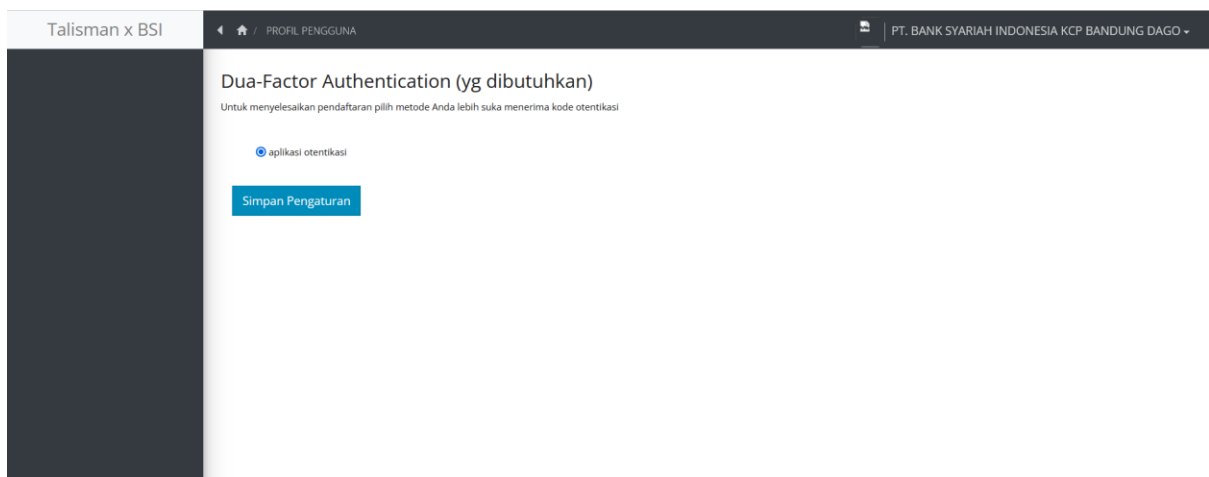 Talisman x BSI
/ PROFIL PENGGUNA
PT. BANK SYARIAH INDONESIA KCP BANDUNG DAGO
Dua-Factor Authentication (yg dibutuhkan)
Untuk menyelesaikan pendaftaran pilih metode Anda lebih suka menerima kode otentikasi
aplikasi otentikasi
Simpan Pengaturan